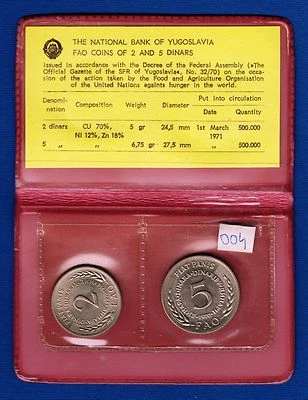 THE NATIONAL BANK OF YUGOSLAVIA
FAO COINS OF 2 AND 5 DINARS
issued in accordance with the Decree of the Federal Assembly (»The
Official Gazette of the SFR of Yugoslavia«, No. 32/70) on the occa-
sion of the action taken by the Food and Agriculture Organisation
of the United Nations against hunger in the world.
Denomi- Composition Weight Diameter Put into circulation
nation Date Quantity
2 dinars CU 70%, 5 gr 24,5 mm 1st March 500.000
NI 12%, Zn 18% 1971
5 „ „ 6,75 gr 27,5 mm „ 500.000
004
2
FIAT PANIS
5
FAO